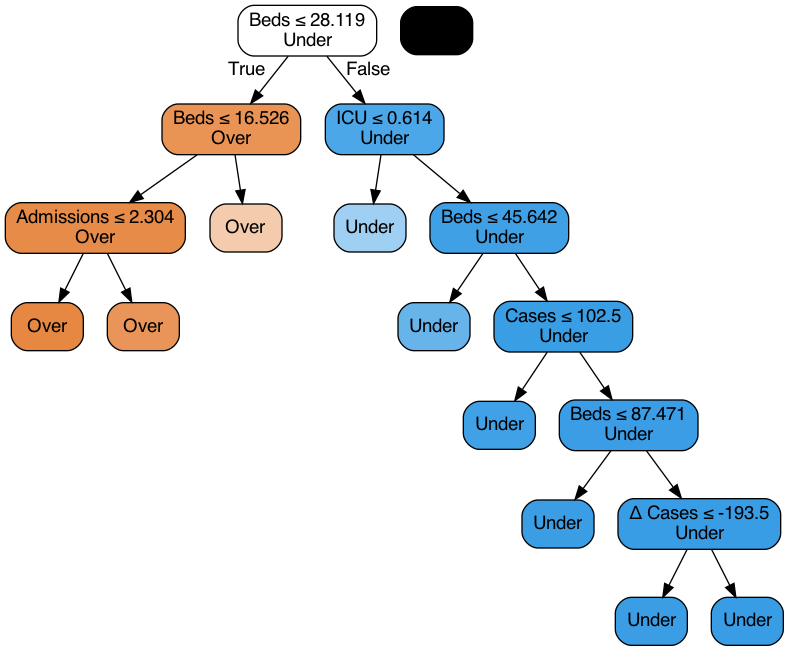 Beds ≤ 28.119
Under
True
False
Beds ≤ 16.526
Over
ICU ≤ 0.614
Under
Admissions ≤ 2.304
Over
Over
Under
Beds ≤ 45.642
Under
Over
Over
Under
Cases ≤ 102.5
Under
Under
Beds ≤ 87.471
Under
Under
Δ Cases ≤ -193.5
Under
Under
Under